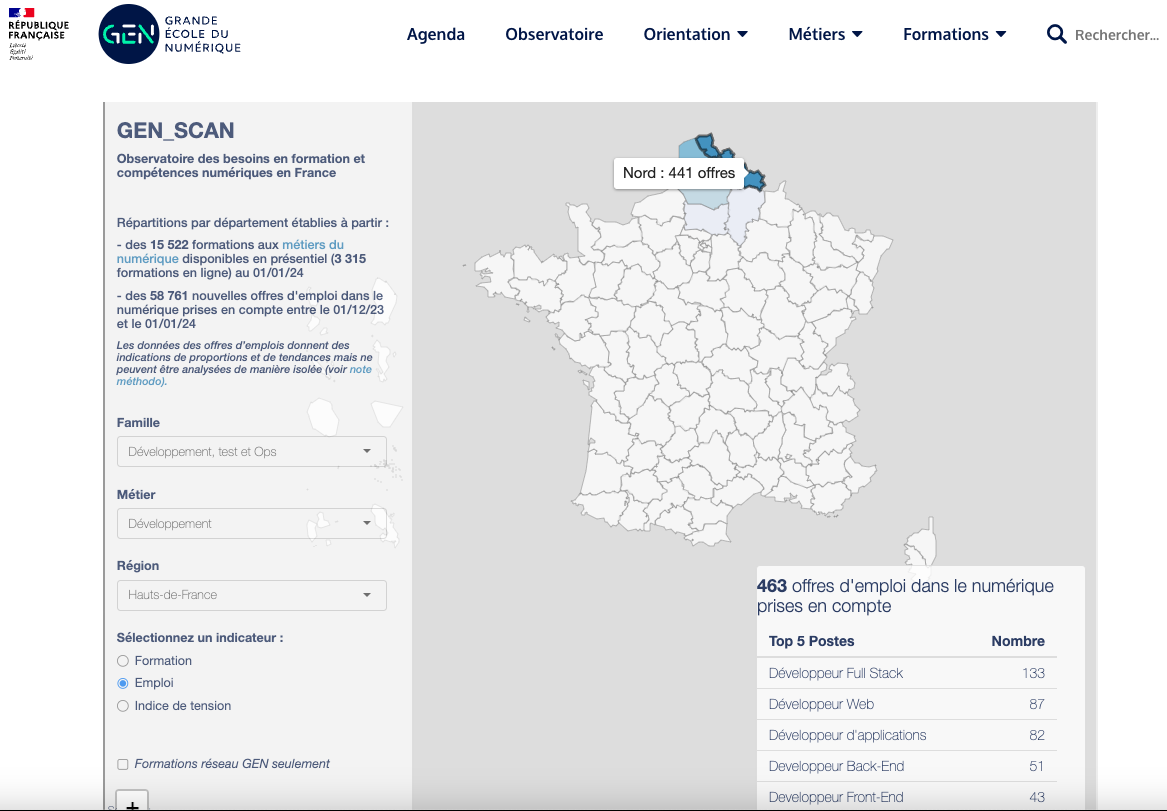 RÉPUBLIQUE
FRANÇAISE
Liberté
Égalité
Fraternité
GEN
GRANDE
ÉCOLE DU
NUMÉRIQUE
Agenda
Observatoire
Orientation
Métiers
Formations
Rechercher...
GEN_SCAN
Observatoire des besoins en formation et
compétences numériques en France
Répartitions par département établies à partir :
- des 15 522 formations aux métiers du
numérique disponibles en présentiel (3 315
formations en ligne) au 01/01/24
- des 58 761 nouvelles offres d'emploi dans le
numérique prises en compte entre le 01/12/23
et le 01/01/24
Les données des offres d'emplois donnent des
indications de proportions et de tendances mais ne
peuvent être analysées de manière isolée (voir note
méthodo).
Famille
Développement, test et Ops
Métier
Développement
Région
Hauts-de-France
Sélectionnez un indicateur :
Formation
Emploi
Indice de tension
Formations réseau GEN seulement
+
Nord : 441 offres
463 offres d'emploi dans le numérique
prises en compte
Top 5 Postes Nombre
Développeur Full Stack 133
Développeur Web 87
Développeur d'applications 82
Developpeur Back-End 51
Developpeur Front-End 43